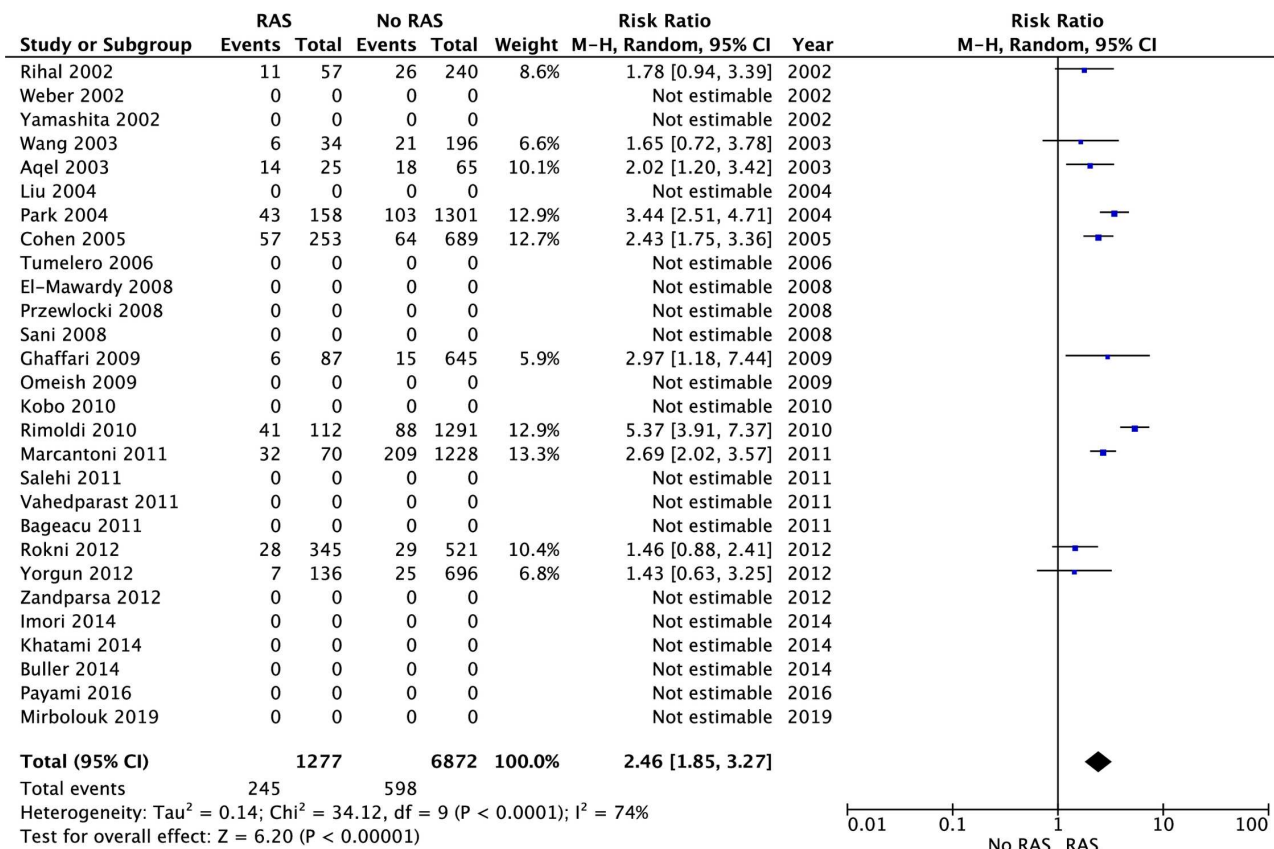 RAS No RAS Risk Ratio Risk Ratio
Study or Subgroup Events Total Events Total Weight M-H, Random, 95% CI Year M-H, Random, 95% CI
Rihal 2002 11 57 26 240 8.6% 1.78 [0.94, 3.39] 2002
Weber 2002 0 0 0 0 Not estimable 2002
Yamashita 2002 0 0 0 0 Not estimable 2002
Wang 2003 6 34 21 196 6.6% 1.65 [0.72, 3.78] 2003
Aqel 2003 14 25 18 65 10.1% 2.02 [1.20, 3.42] 2003
Liu 2004 0 0 0 0 Not estimable 2004
Park 2004 43 158 103 1301 12.9% 3.44 [2.51, 4.71] 2004
Cohen 2005 57 253 64 689 12.7% 2.43 [1.75, 3.36] 2005
Tumelero 2006 0 0 0 0 Not estimable 2006
El-Mawardy 2008 0 0 0 0 Not estimable 2008
Przewlocki 2008 0 0 0 0 Not estimable 2008
Sani 2008 0 0 0 0 Not estimable 2008
Ghaffari 2009 6 87 15 645 5.9% 2.97 [1.18, 7.44] 2009
Omeish 2009 0 0 0 0 Not estimable 2009
Kobo 2010 0 0 0 0 Not estimable 2010
Rimoldi 2010 41 112 88 1291 12.9% 5.37 [3.91, 7.37] 2010
Marcantoni 2011 32 70 209 1228 13.3% 2.69 [2.02, 3.57] 2011
Salehi 2011 0 0 0 0 Not estimable 2011
Vahedparast 2011 0 0 0 0 Not estimable 2011
Bageacu 2011 0 0 0 0 Not estimable 2011
Rokni 2012 28 345 29 521 10.4% 1.46 [0.88, 2.41] 2012
Yorgun 2012 7 136 25 696 6.8% 1.43 [0.63, 3.25] 2012
Zandparsa 2012 0 0 0 0 Not estimable 2012
Imori 2014 0 0 0 0 Not estimable 2014
Khatami 2014 0 0 0 0 Not estimable 2014
Buller 2014 0 0 0 0 Not estimable 2014
Payami 2016 0 0 0 0 Not estimable 2016
Mirbolouk 2019 0 0 0 0 Not estimable 2019
Total (95% CI) 1277 6872 100.0% 2.46 [1.85, 3.27]
Total events 245 598
Heterogeneity: Tau² = 0.14; Chi² = 34.12, df = 9 (P < 0.0001); I² = 74%
Test for overall effect: Z = 6.20 (P < 0.00001)
0.01 0.1 1 10 100
No RAS RAS